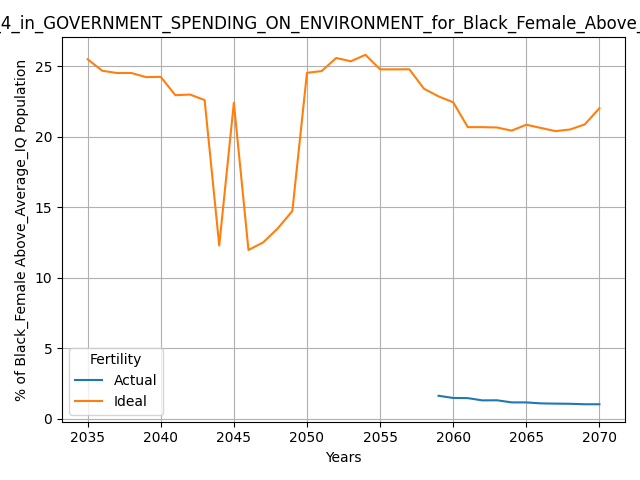 _4_in_GOVERNMENT_SPENDING_ON_ENVIRONMENT_for_Black_Female_Above_
% of Black_Female Above_Average_IQ Population
25
20
15
10
5
0
Fertility
Actual
Ideal
2035 2040 2045 2050 2055 2060 2065 2070
Years